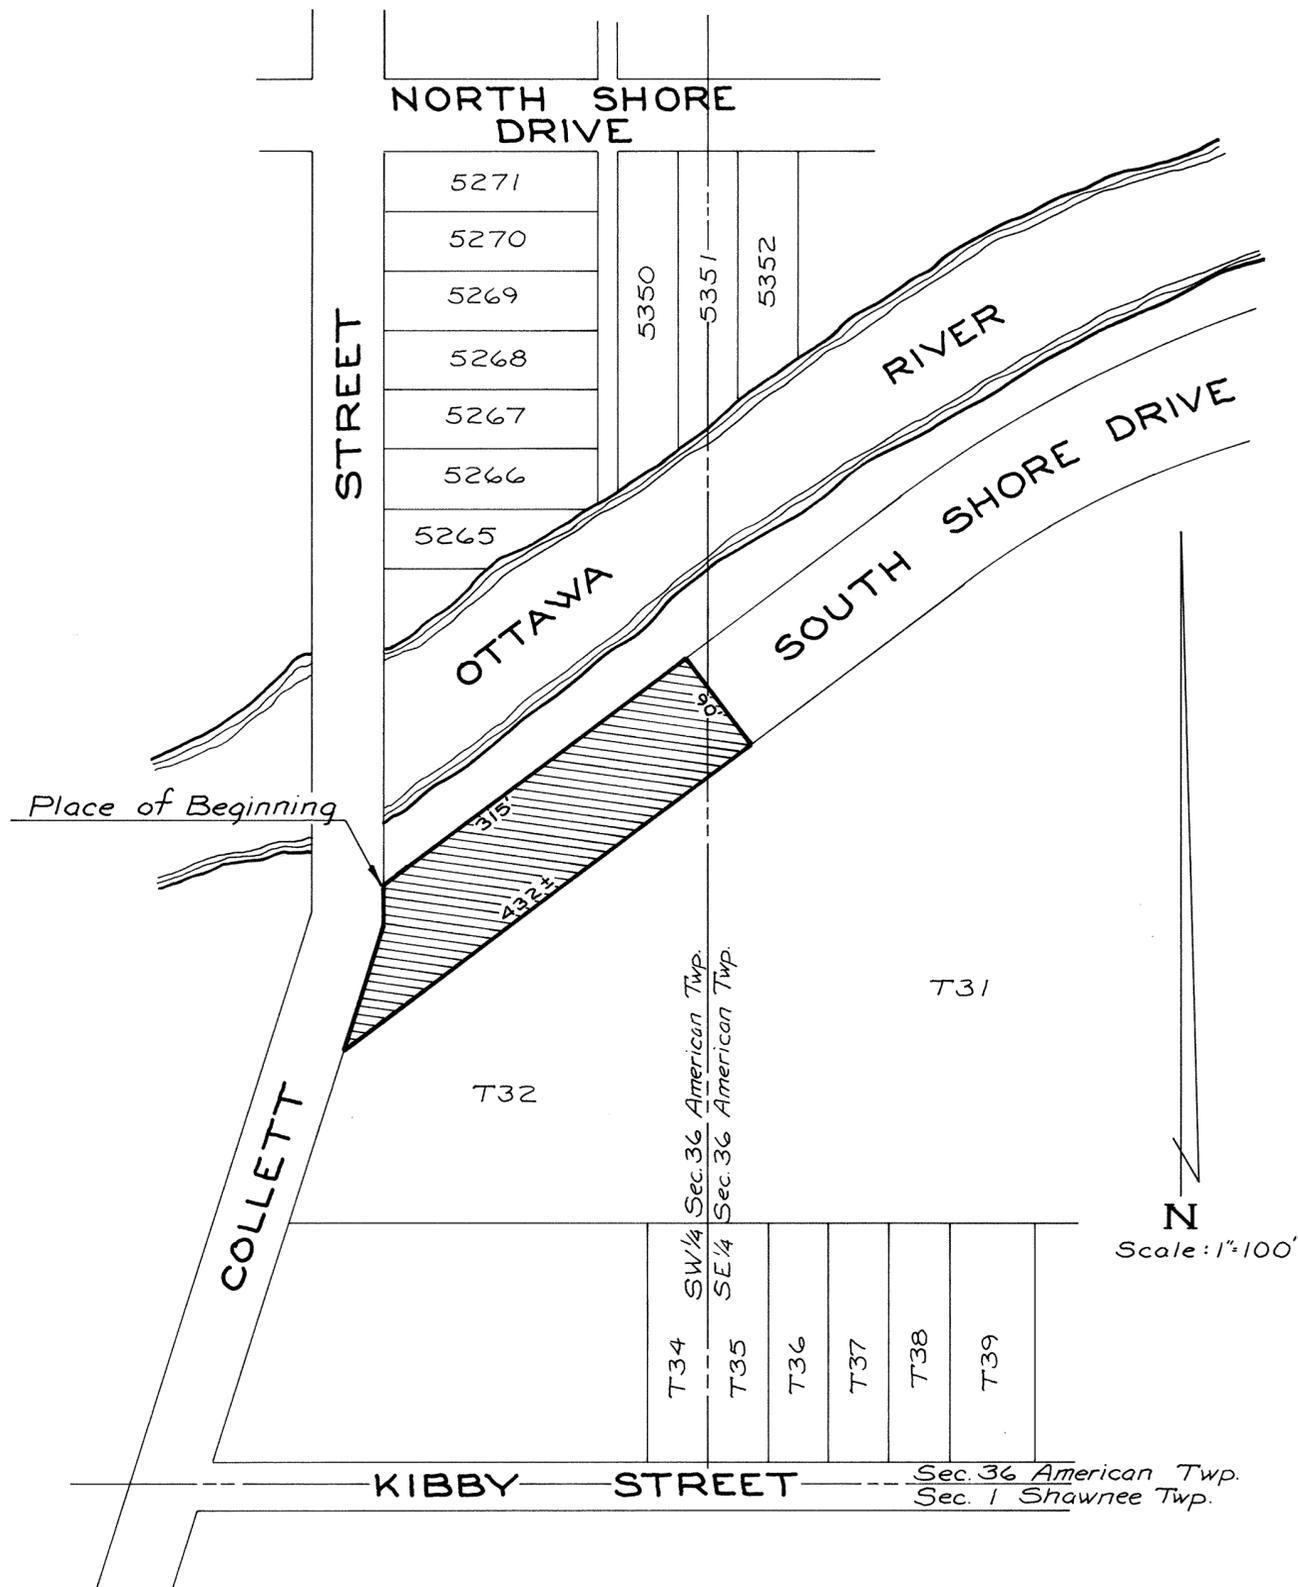 NORTH SHORE
DRIVE
5271
5270
5269
5268
5267
5266
5265
5350
5351
5352
STREET
RIVER
OTTAWA
SOUTH SHORE DRIVE
90'
Place of Beginning
315'
432±
T31
T32
SW¼ Sec. 36 American Twp.
SE¼ Sec. 36 American Twp.
COLLETT
N
Scale: 1"=100'
T34
T35
T36
T37
T38
T39
KIBBY STREET
Sec. 36 American Twp.
Sec. 1 Shawnee Twp.